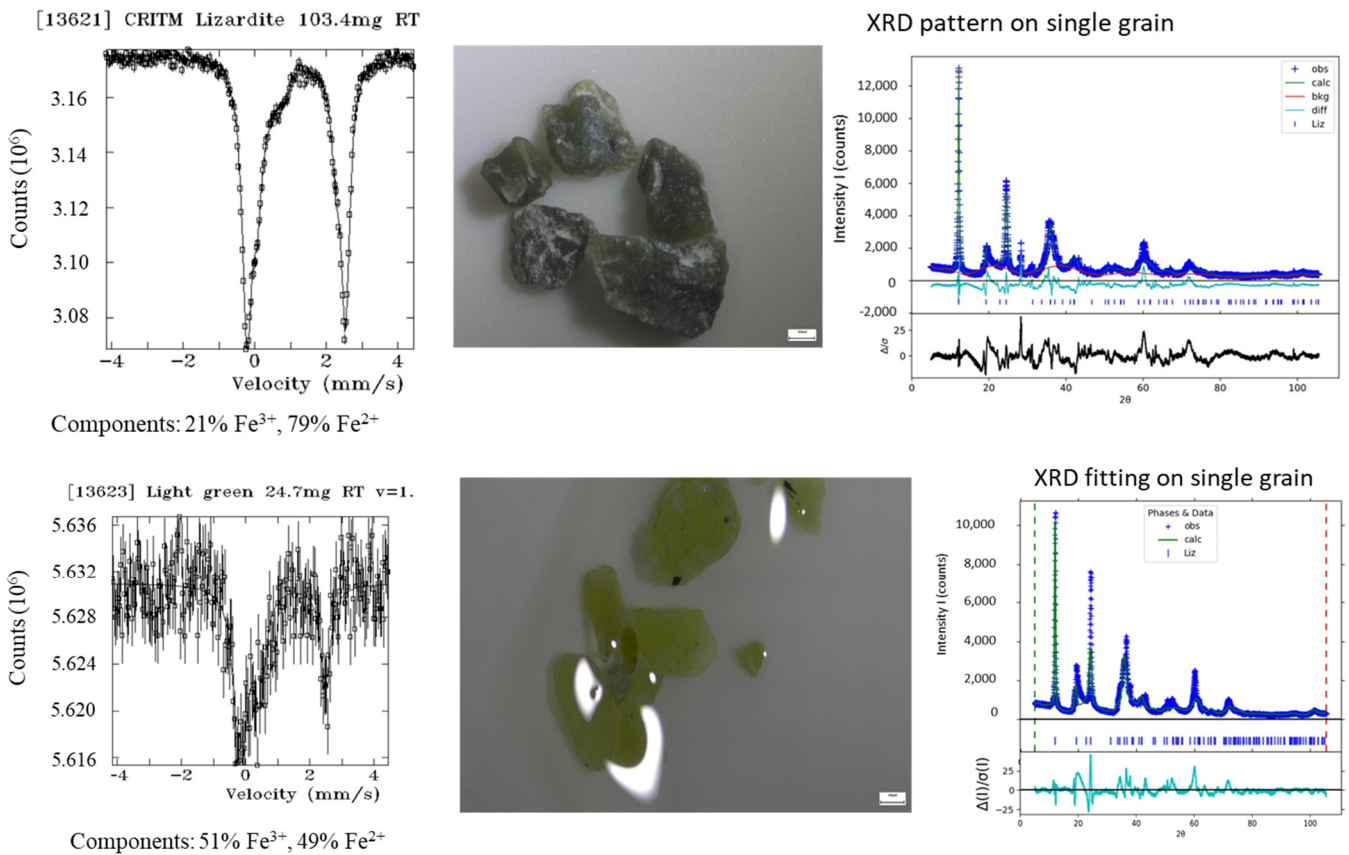 [13621] CRITM Lizardite 103.4mg RT
Counts (10⁶)
3.16
3.14
3.12
3.10
3.08
−4 −2 0 2 4
Velocity (mm/s)
Components: 21% Fe³⁺, 79% Fe²⁺
XRD pattern on single grain
Intensity I (counts)
12,000
10,000
8,000
6,000
4,000
2,000
0
-2,000
obs
calc
bkg
diff
Liz
Δ/σ
25
0
0 20 40 60 80 100
2θ
[13623] Light green 24.7mg RT v=1.
Counts (10⁶)
5.636
5.632
5.628
5.624
5.620
5.616
−4 −2 0 2 4
Velocity (mm/s)
Components: 51% Fe³⁺, 49% Fe²⁺
XRD fitting on single grain
Intensity I (counts)
10,000
8,000
6,000
4,000
2,000
0
Phases & Data
obs
calc
Liz
Δ(I)/σ(I)
25
0
−25
0 20 40 60 80 100
2θ